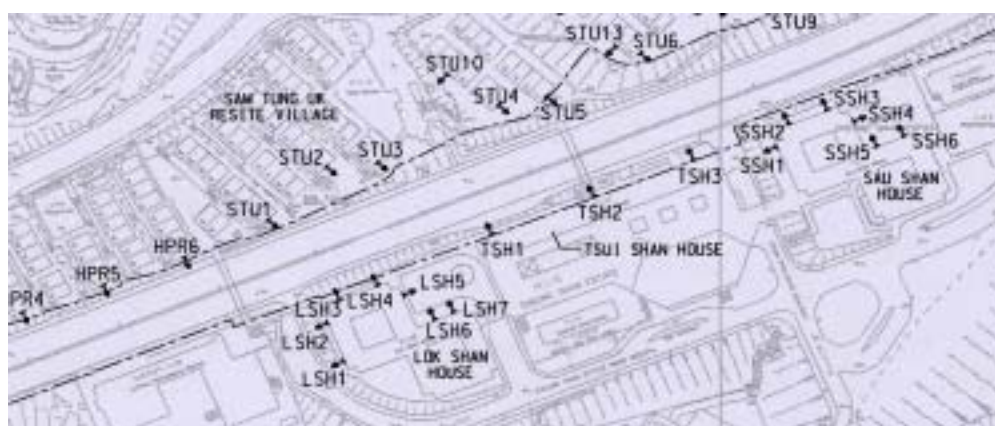 STU13
STU6
STU9
STU10
SAM TUNG UK
RESITE VILLAGE
STU4
STU5
SSH3
SSH4
SSH2
STU2
STU3
SSH5
SSH6
SSH1
TSH3
SAU SHAN
HOUSE
STU1
TSH2
HPR6
TSH1
TSUI SHAN HOUSE
HPR5
PR4
LSH5
LSH4
LSH3
LSH7
LSH6
LSH2
LOK SHAN
HOUSE
LSH1